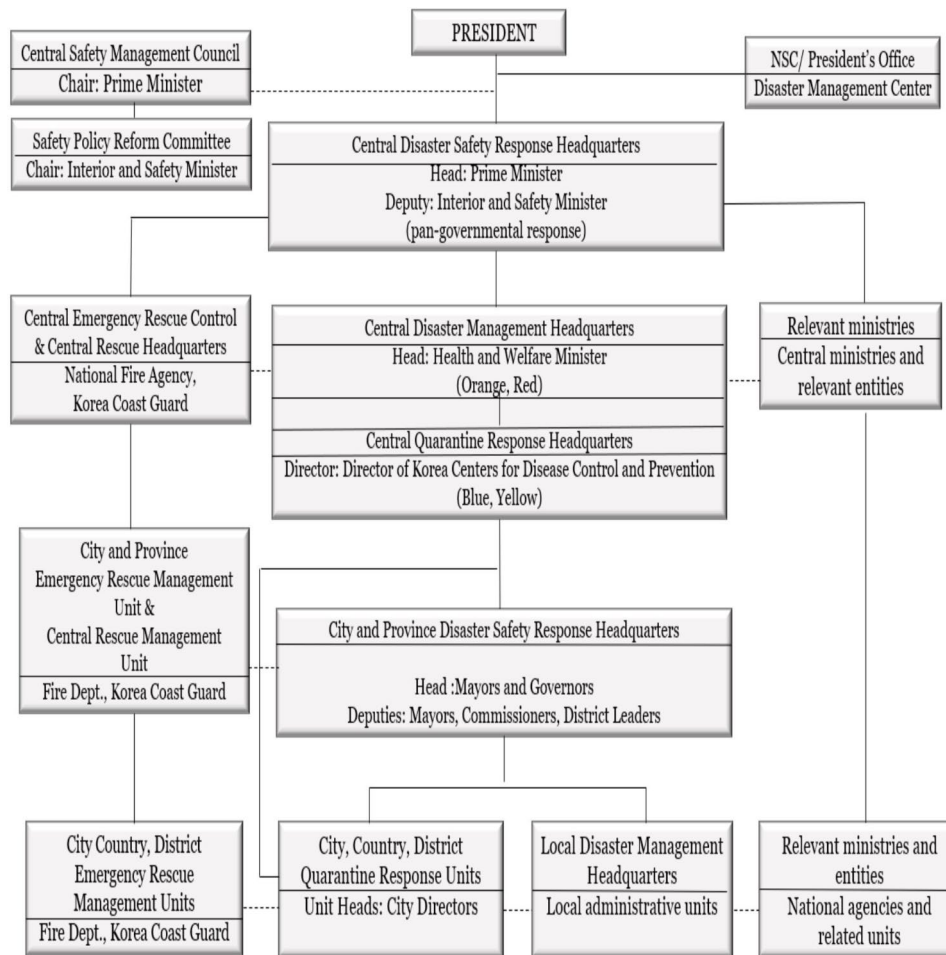 PRESIDENT
Central Safety Management Council
Chair: Prime Minister
NSC/ President's Office
Disaster Management Center
Safety Policy Reform Committee
Chair: Interior and Safety Minister
Central Disaster Safety Response Headquarters
Head: Prime Minister
Deputy: Interior and Safety Minister
(pan-governmental response)
Central Emergency Rescue Control
& Central Rescue Headquarters
National Fire Agency,
Korea Coast Guard
Central Disaster Management Headquarters
Head: Health and Welfare Minister
(Orange, Red)
Central Quarantine Response Headquarters
Director: Director of Korea Centers for Disease Control and Prevention
(Blue, Yellow)
Relevant ministries
Central ministries and
relevant entities
City and Province
Emergency Rescue Management
Unit &
Central Rescue Management
Unit
Fire Dept., Korea Coast Guard
City and Province Disaster Safety Response Headquarters
Head :Mayors and Governors
Deputies: Mayors, Commissioners, District Leaders
City Country, District
Emergency Rescue
Management Units
Fire Dept., Korea Coast Guard
City, Country, District
Quarantine Response Units
Unit Heads: City Directors
Local Disaster Management
Headquarters
Local administrative units
Relevant ministries and
entities
National agencies and
related units